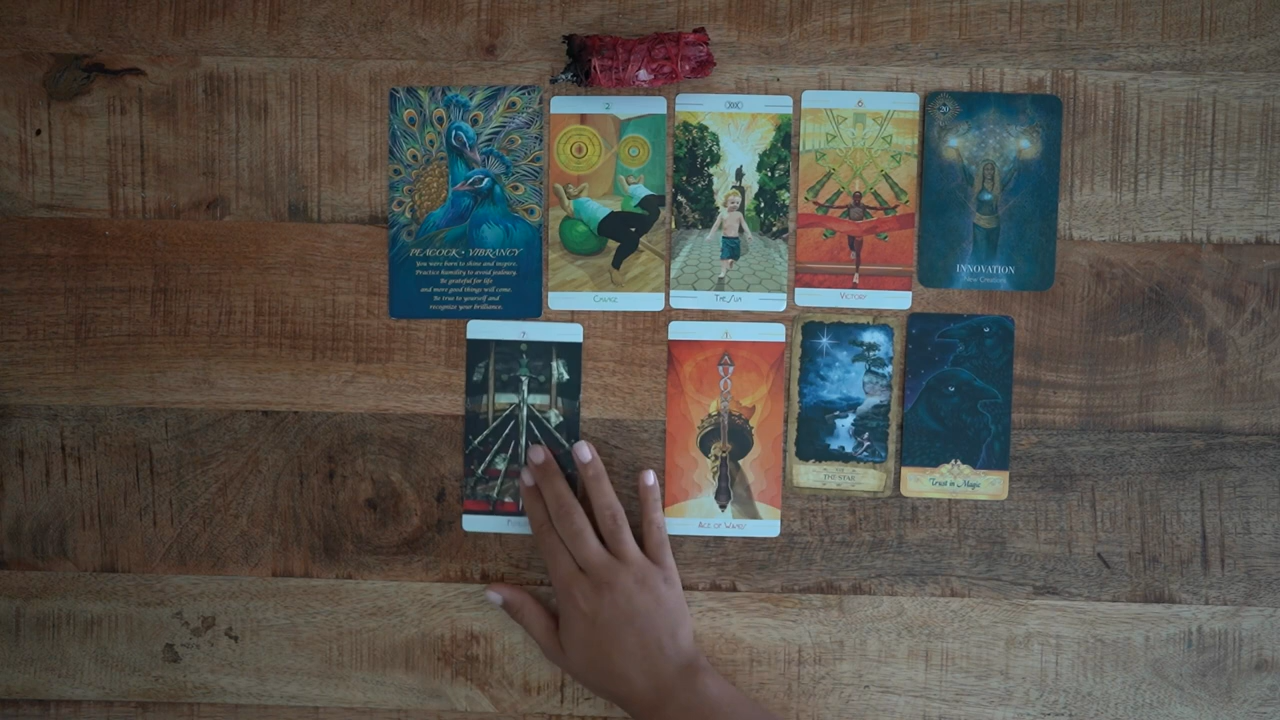 PEACOCK • VIBRANCY
You were born to shine and inspire.
Practice humility to avoid jealousy.
Be grateful for life
and more good things will come.
Be true to yourself and
recognize your brilliance.
2
CHANGE
XIX
THE SUN
6
VICTORY
20
INNOVATION
New Creations
7
1
ACE OF WANDS
THE STAR
Trust in Magic